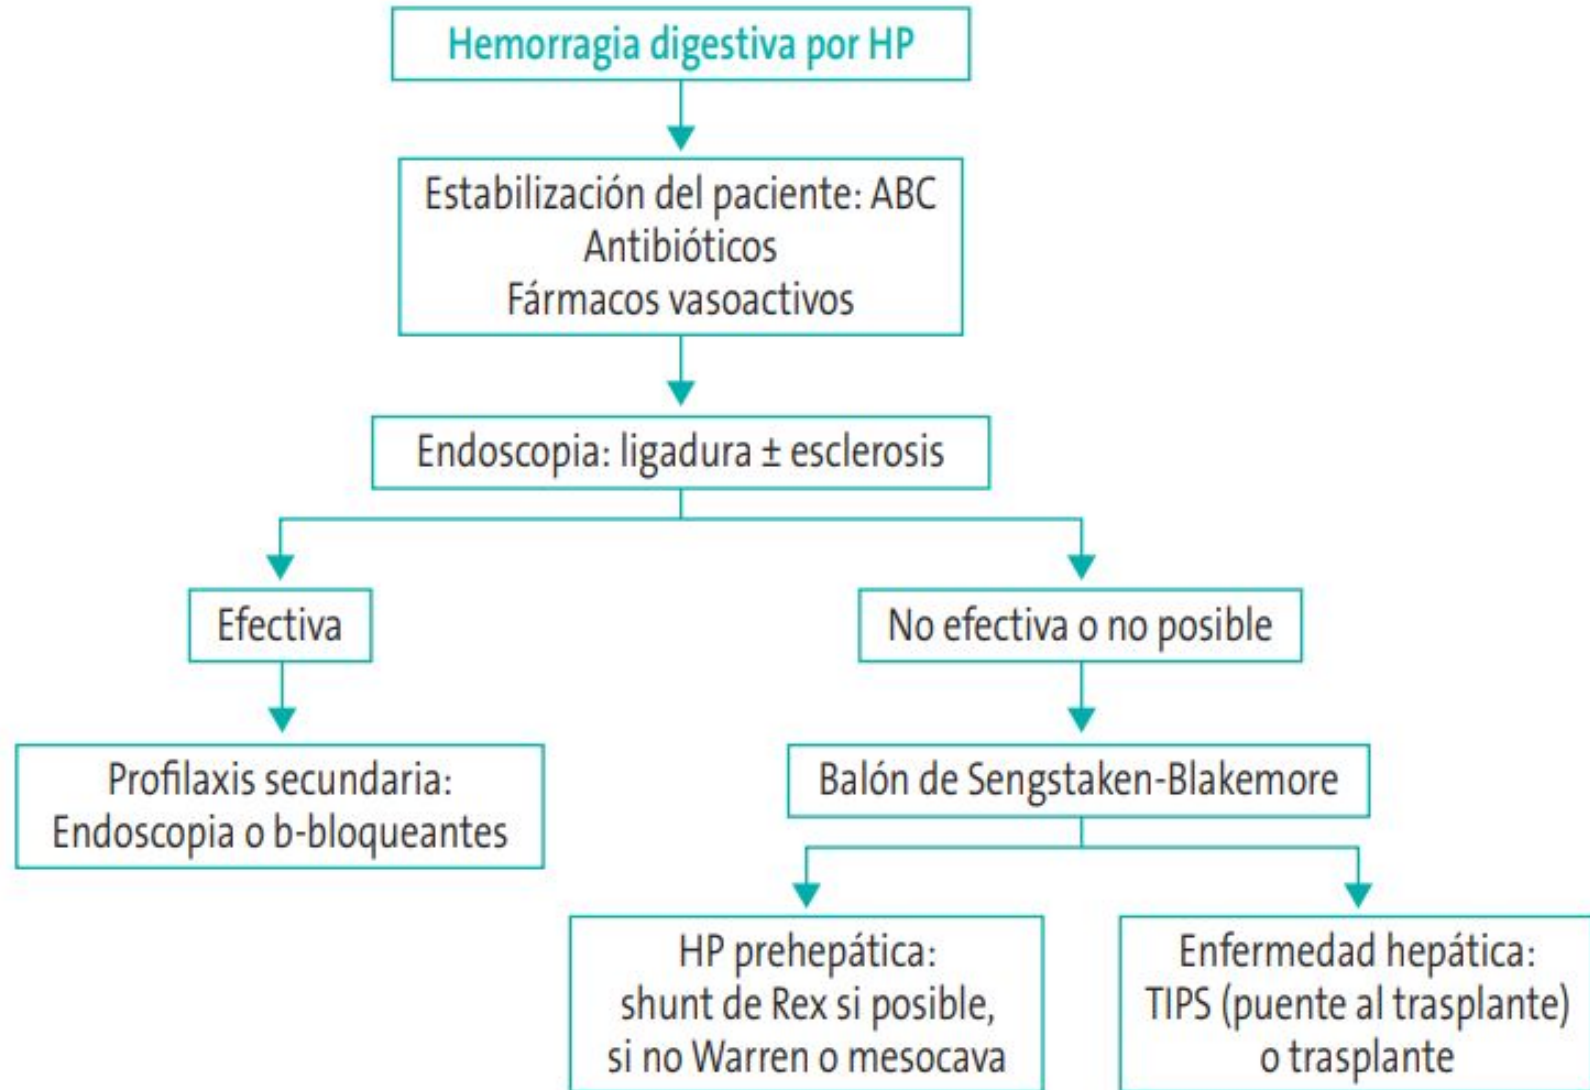 Hemorragia digestiva por HP
Estabilización del paciente: ABC
Antibióticos
Fármacos vasoactivos
Endoscopia: ligadura ± esclerosis
Efectiva
No efectiva o no posible
Profilaxis secundaria:
Endoscopia o b-bloqueantes
Balón de Sengstaken-Blakemore
HP prehepática:
shunt de Rex si posible,
si no Warren o mesocava
Enfermedad hepática:
TIPS (puente al trasplante)
o trasplante